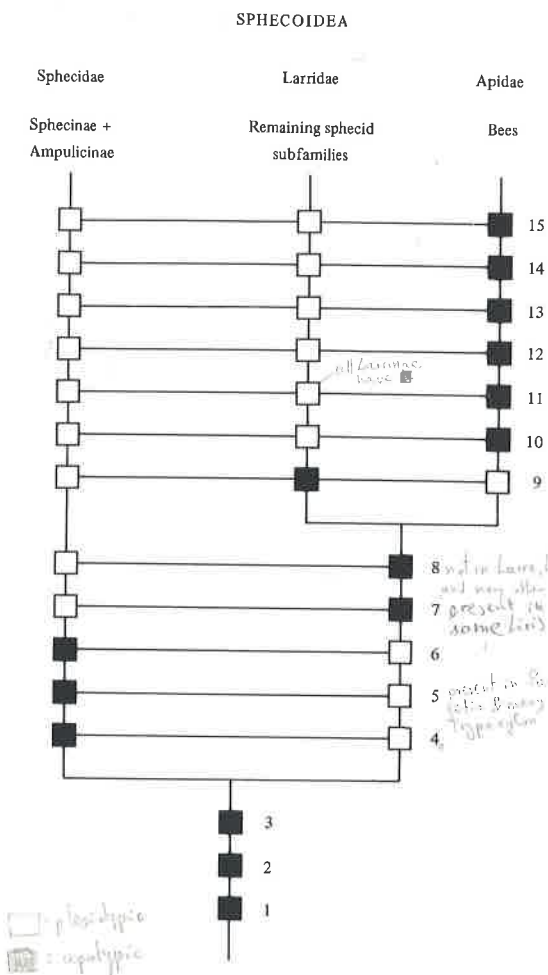 SPHECOIDEA
Sphecidae
Larridae
Apidae
Sphecinae +
Ampulicinae
Remaining sphecid
subfamilies
Bees
15
14
13
12
all Larrinae
have
11
10
9
8 not in
and many
7 present in
some
6
5 present in
& many
Trypoxylon
4
3
2
1
= plesiotypic
= apotypic